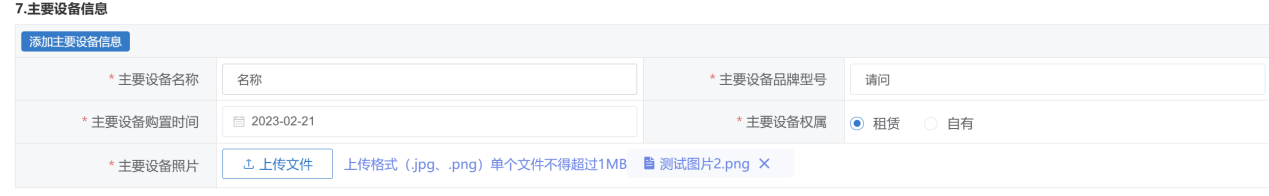 7.主要设备信息
添加主要设备信息
* 主要设备名称 名称 * 主要设备品牌型号 请问
* 主要设备购置时间 2023-02-21 * 主要设备权属 租赁 自有
* 主要设备照片 上传文件 上传格式（.jpg、.png）单个文件不得超过1MB 测试图片2.png ×